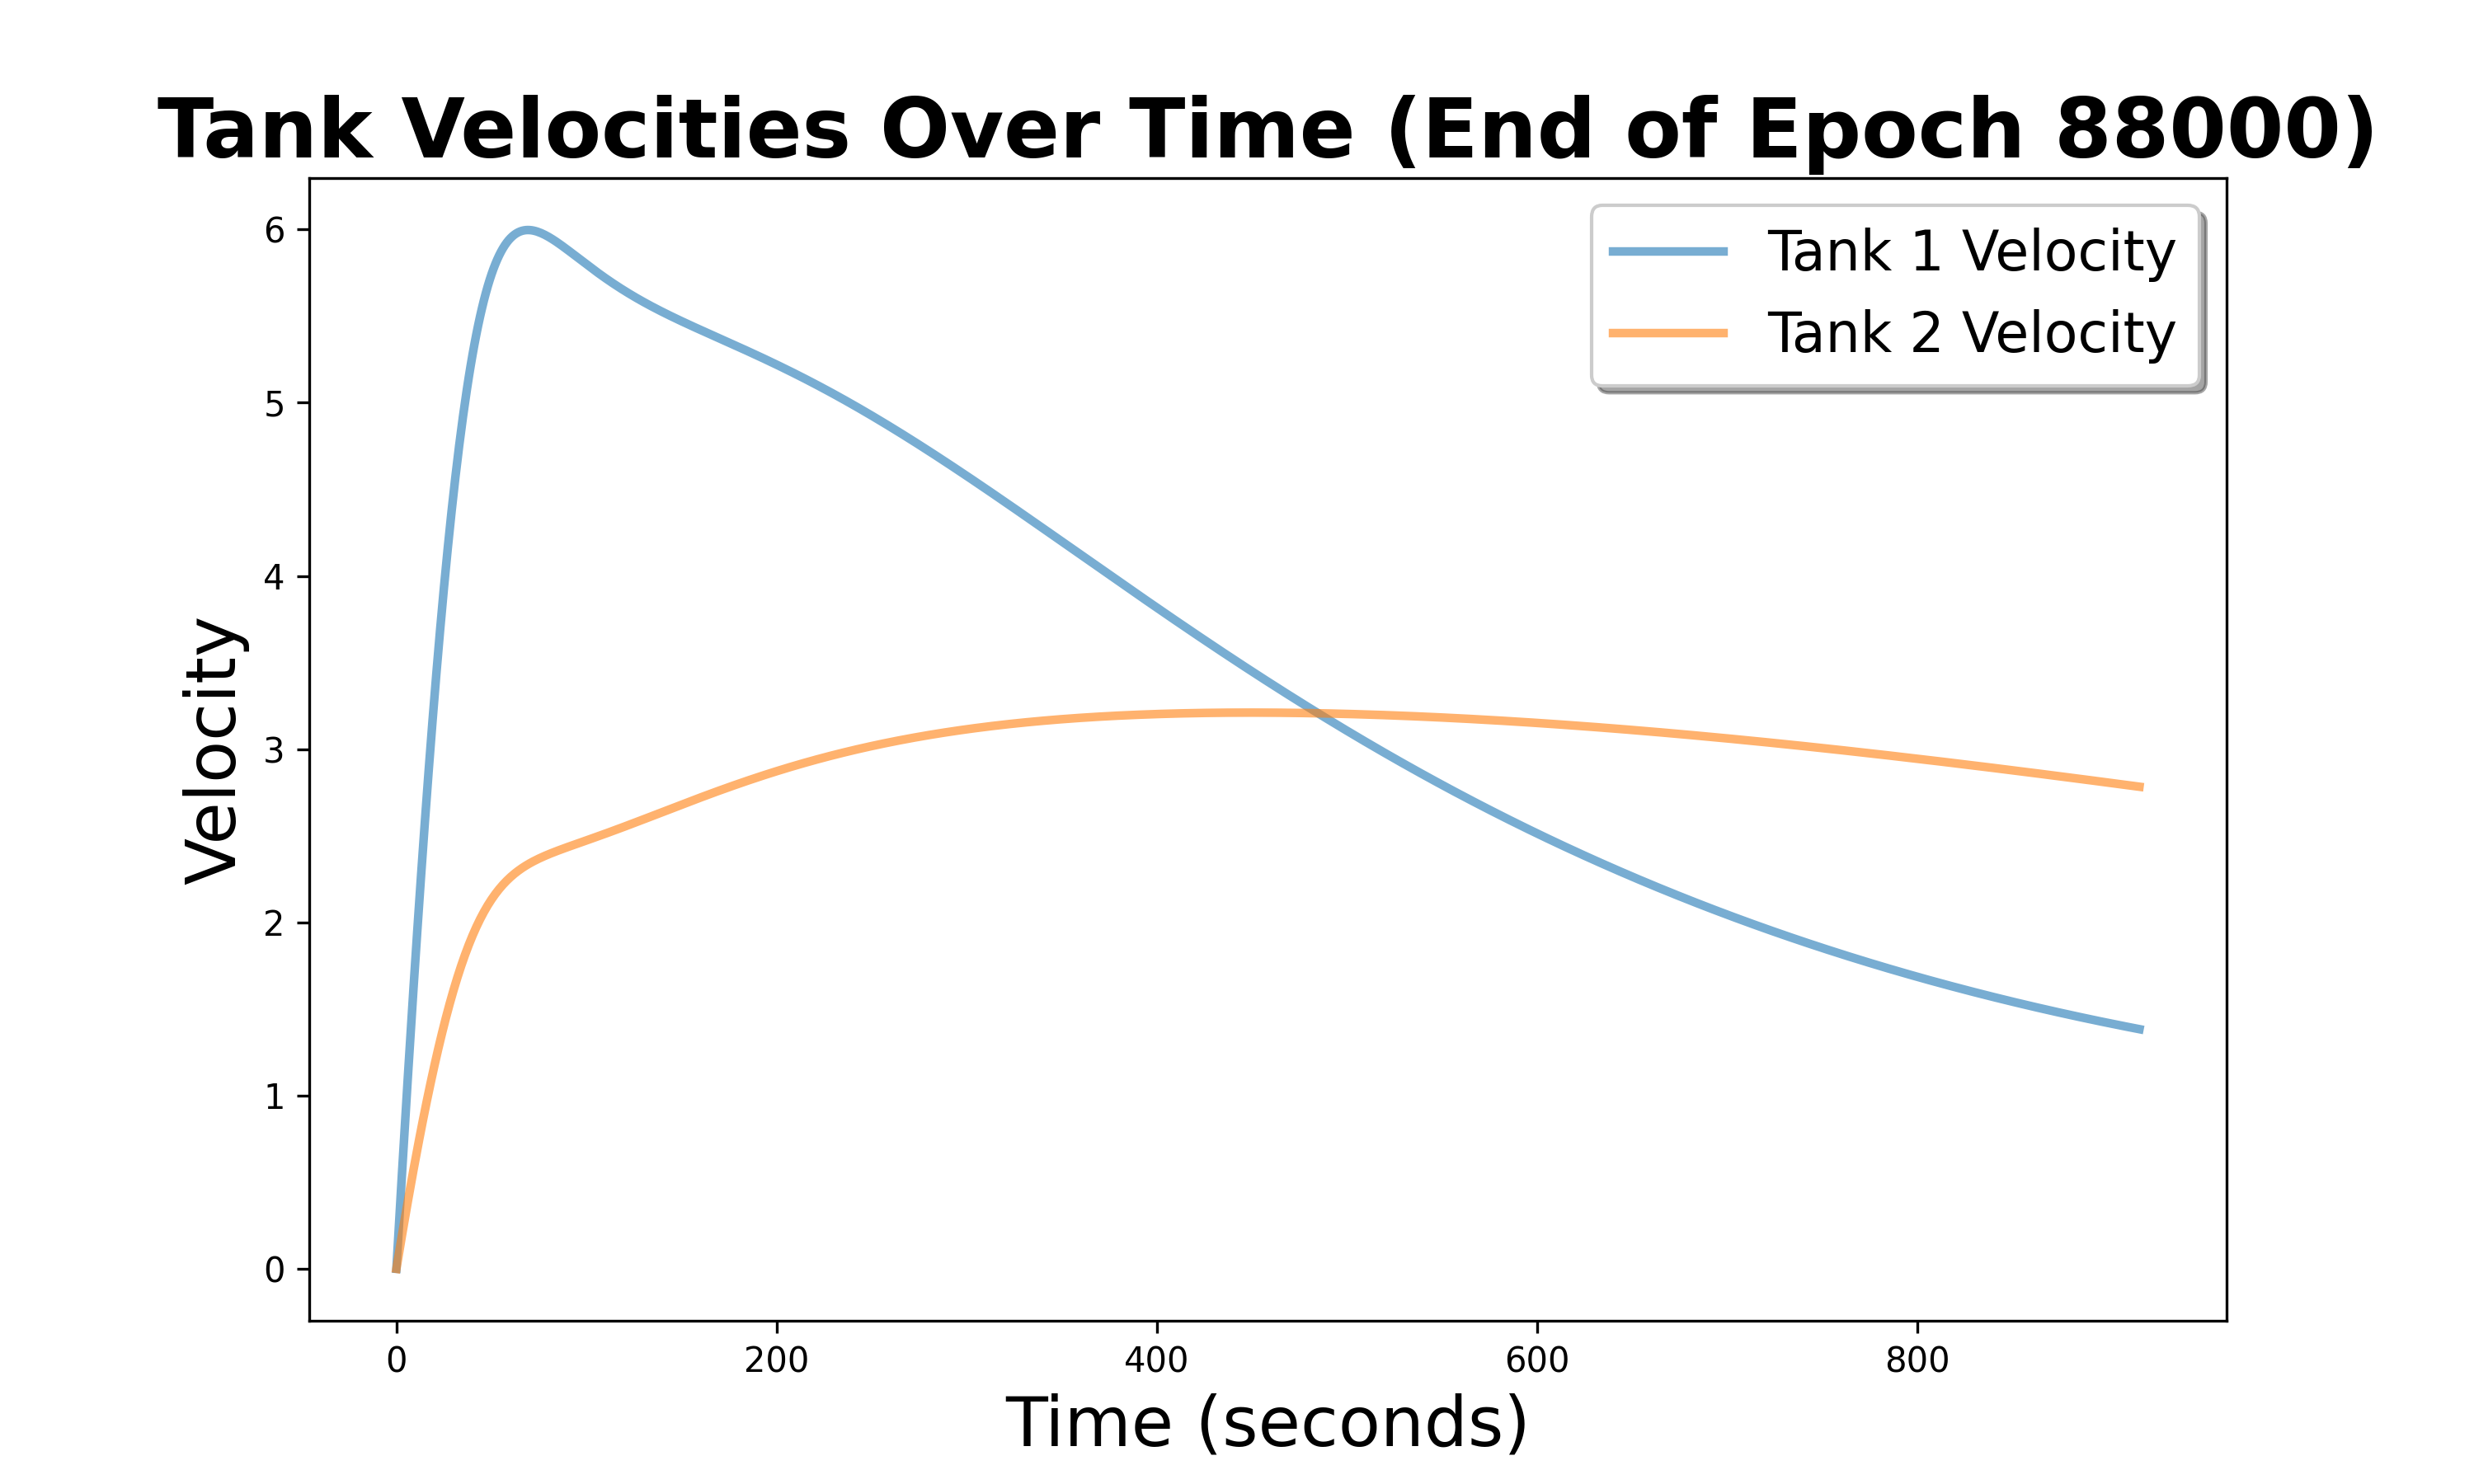 Tank Velocities Over Time (End of Epoch 88000)
Tank 1 Velocity
Tank 2 Velocity
Velocity
6
5
4
3
2
1
0
0 200 400 600 800
Time (seconds)